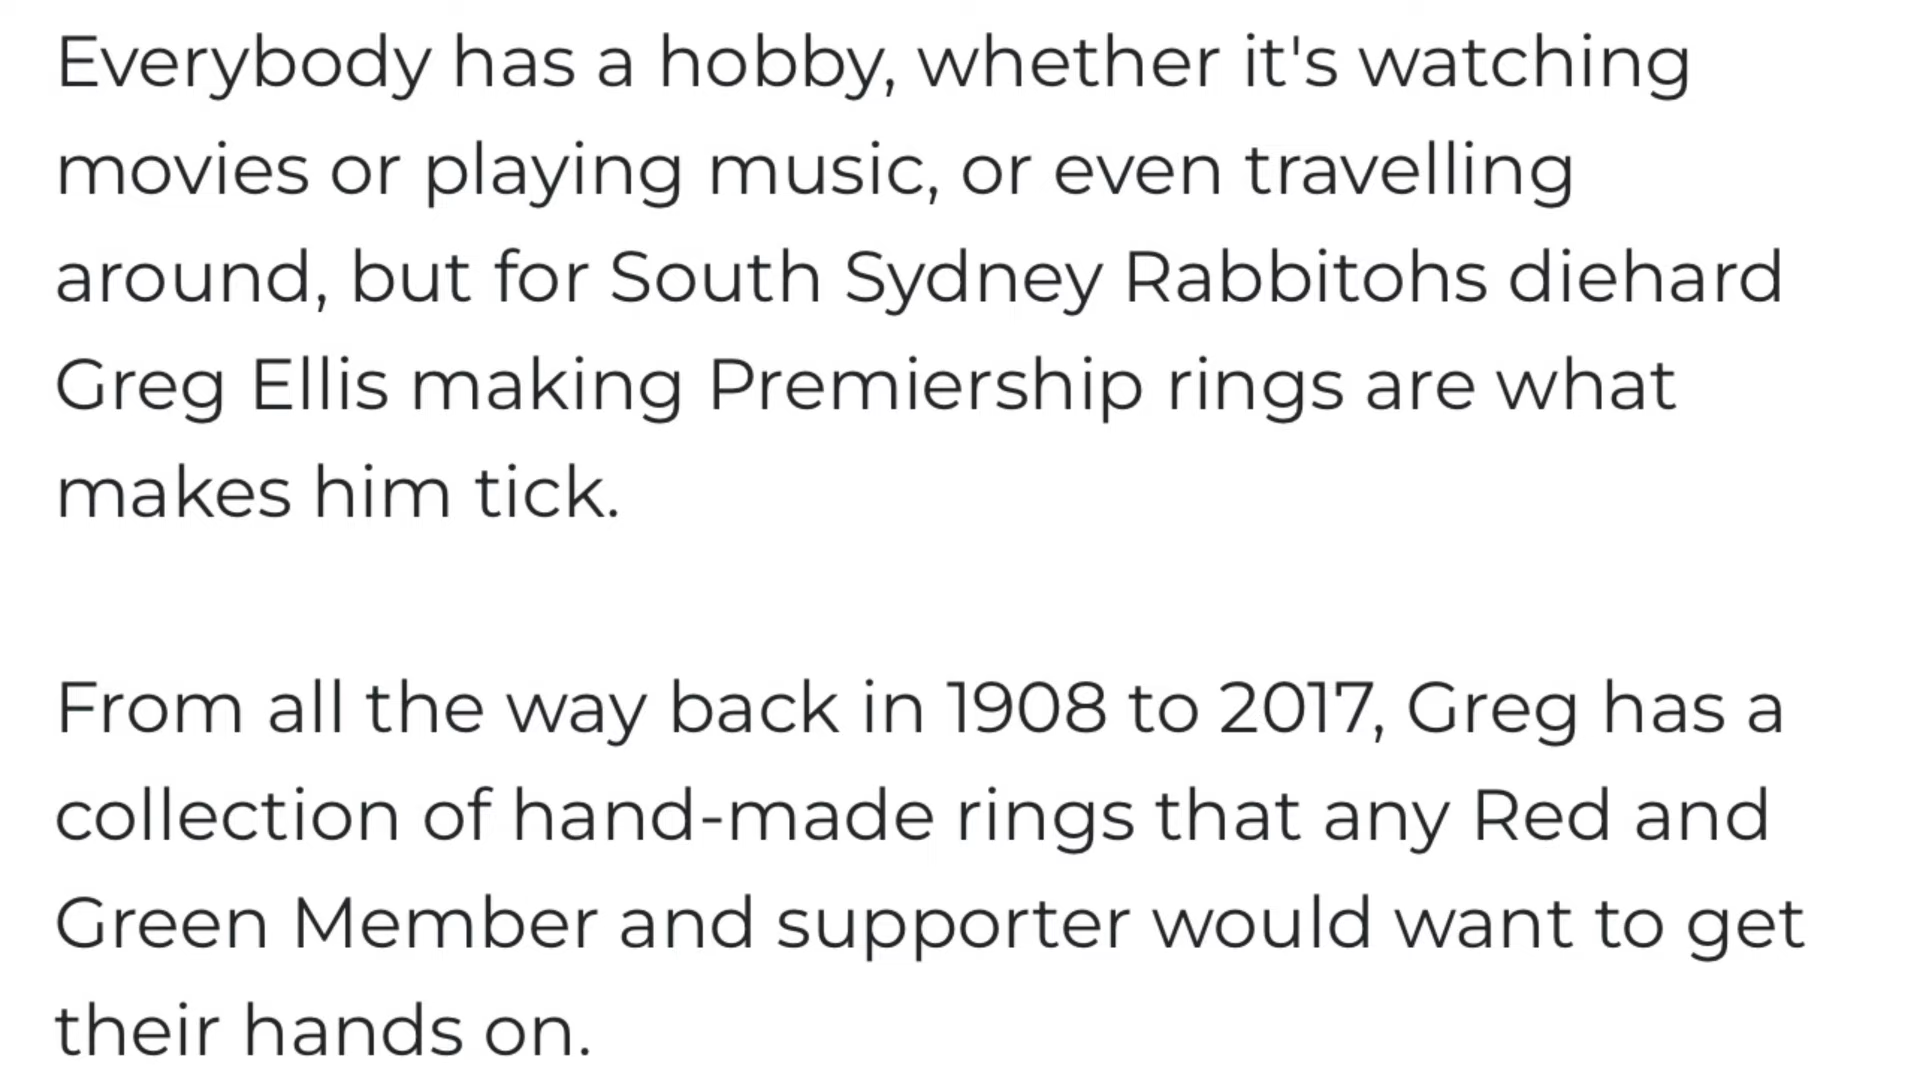 Everybody has a hobby, whether it's watching
movies or playing music, or even travelling
around, but for South Sydney Rabbitohs diehard
Greg Ellis making Premiership rings are what
makes him tick.
From all the way back in 1908 to 2017, Greg has a
collection of hand-made rings that any Red and
Green Member and supporter would want to get
their hands on.